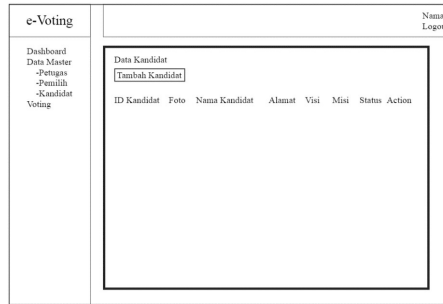 e-Voting
Nama
Logou
Dashboard
Data Master
-Petugas
-Pemilih
-Kandidat
Voting
Data Kandidat
Tambah Kandidat
ID Kandidat Foto Nama Kandidat Alamat Visi Misi Status Action